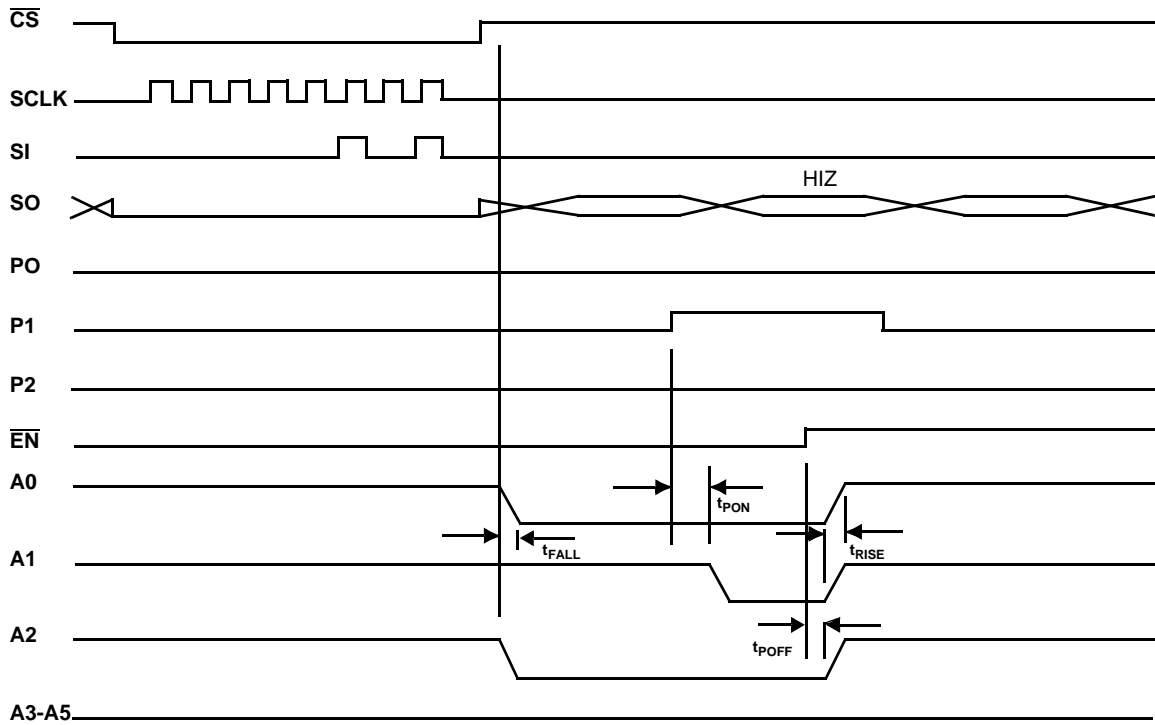 CS
SCLK
SI
SO
HIZ
PO
P1
P2
EN
A0
tPON
tFALL
tRISE
A1
A2
tPOFF
A3-A5